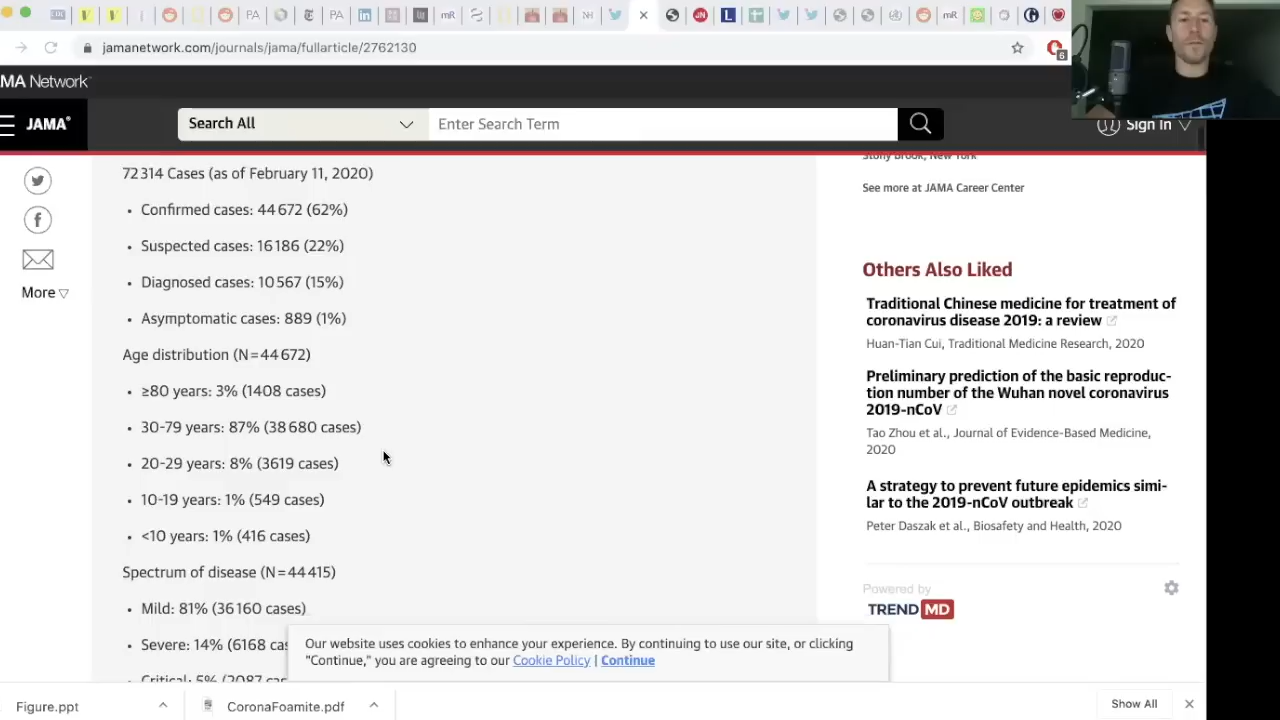 jamanetwork.com/journals/jama/fullarticle/2762130
MA Network
JAMA
Search All
Enter Search Term
Sign In
Stony Brook, New York
72 314 Cases (as of February 11, 2020)
• Confirmed cases: 44 672 (62%)
• Suspected cases: 16 186 (22%)
• Diagnosed cases: 10 567 (15%)
• Asymptomatic cases: 889 (1%)
Age distribution (N = 44 672)
• ≥80 years: 3% (1408 cases)
• 30-79 years: 87% (38 680 cases)
• 20-29 years: 8% (3619 cases)
• 10-19 years: 1% (549 cases)
• <10 years: 1% (416 cases)
Spectrum of disease (N = 44 415)
• Mild: 81% (36 160 cases)
• Severe: 14% (6168 cas
• Critical: 5% (2087 cas
More
See more at JAMA Career Center
Others Also Liked
Traditional Chinese medicine for treatment of
coronavirus disease 2019: a review
Huan-Tian Cui, Traditional Medicine Research, 2020
Preliminary prediction of the basic reproduc-
tion number of the Wuhan novel coronavirus
2019-nCoV
Tao Zhou et al., Journal of Evidence-Based Medicine,
2020
A strategy to prevent future epidemics simi-
lar to the 2019-nCoV outbreak
Peter Daszak et al., Biosafety and Health, 2020
Powered by
TREND MD
Our website uses cookies to enhance your experience. By continuing to use our site, or clicking
"Continue," you are agreeing to our Cookie Policy | Continue
Figure.ppt
CoronaFoamite.pdf
Show All